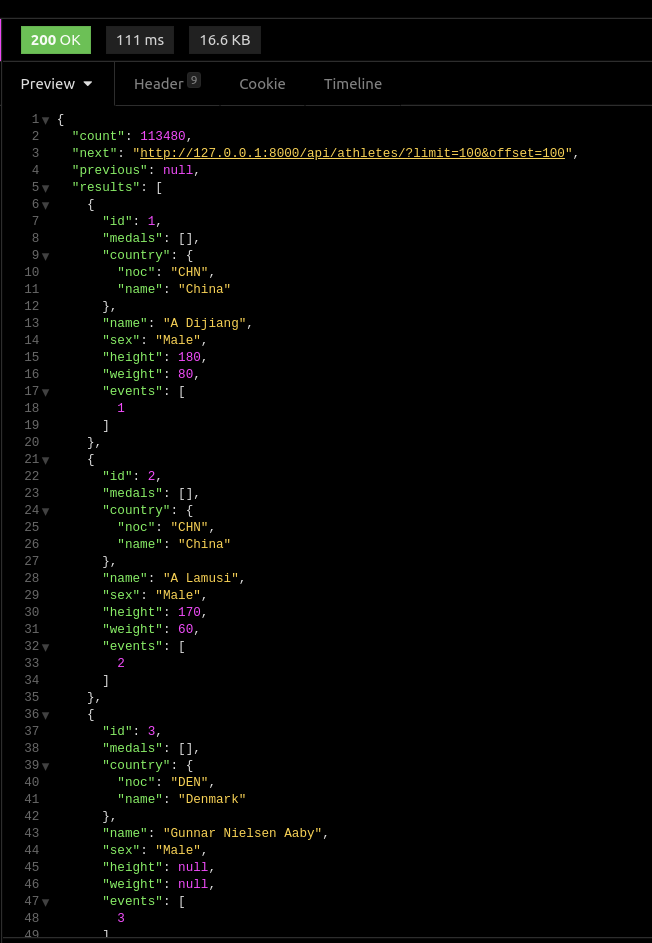 200 OK 111 ms 16.6 KB
Preview Header 9 Cookie Timeline
1 {
2 "count": 113480,
3 "next": "http://127.0.0.1:8000/api/athletes/?limit=100&offset=100",
4 "previous": null,
5 "results": [
6 {
7 "id": 1,
8 "medals": [],
9 "country": {
10 "noc": "CHN",
11 "name": "China"
12 },
13 "name": "A Dijiang",
14 "sex": "Male",
15 "height": 180,
16 "weight": 80,
17 "events": [
18 1
19 ]
20 },
21 {
22 "id": 2,
23 "medals": [],
24 "country": {
25 "noc": "CHN",
26 "name": "China"
27 },
28 "name": "A Lamusi",
29 "sex": "Male",
30 "height": 170,
31 "weight": 60,
32 "events": [
33 2
34 ]
35 },
36 {
37 "id": 3,
38 "medals": [],
39 "country": {
40 "noc": "DEN",
41 "name": "Denmark"
42 },
43 "name": "Gunnar Nielsen Aaby",
44 "sex": "Male",
45 "height": null,
46 "weight": null,
47 "events": [
48 3
49 ]